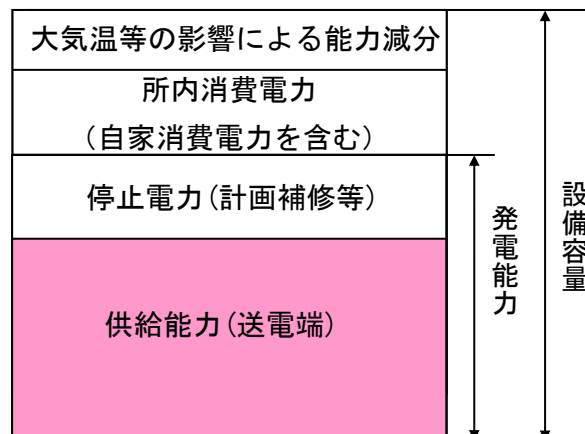 大気温等の影響による能力減分
所内消費電力
（自家消費電力を含む）
停止電力（計画補修等）
供給能力（送電端）
発電能力
設備容量